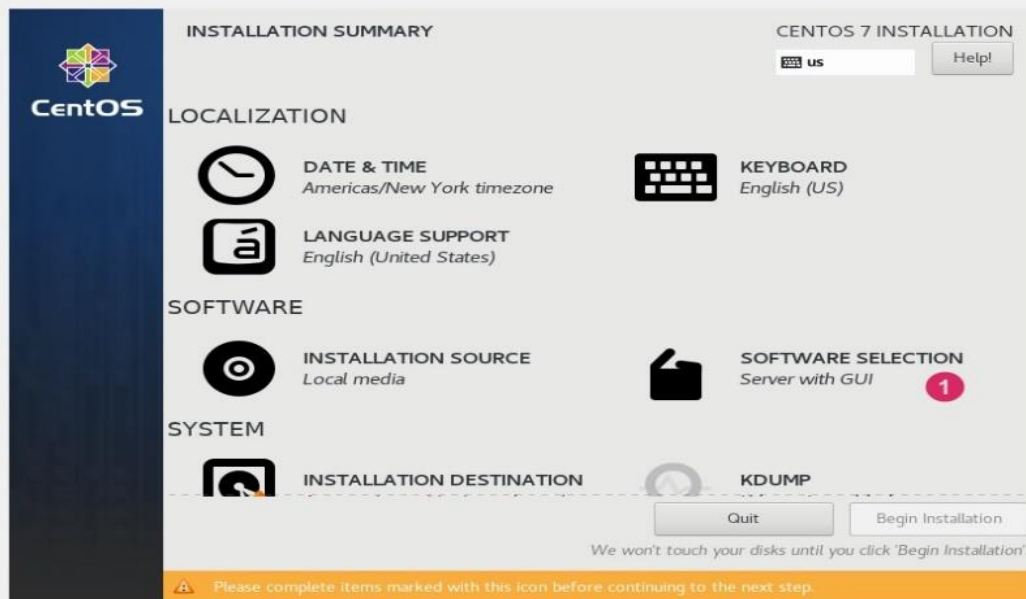 INSTALLATION SUMMARY
CENTOS 7 INSTALLATION
us
Help!
CentOS
LOCALIZATION
DATE & TIME
Americas/New York timezone
KEYBOARD
English (US)
á
LANGUAGE SUPPORT
English (United States)
SOFTWARE
INSTALLATION SOURCE
Local media
SOFTWARE SELECTION
Server with GUI
1
SYSTEM
INSTALLATION DESTINATION
KDUMP
Quit
Begin Installation
We won't touch your disks until you click 'Begin Installation'
Please complete items marked with this icon before continuing to the next step.